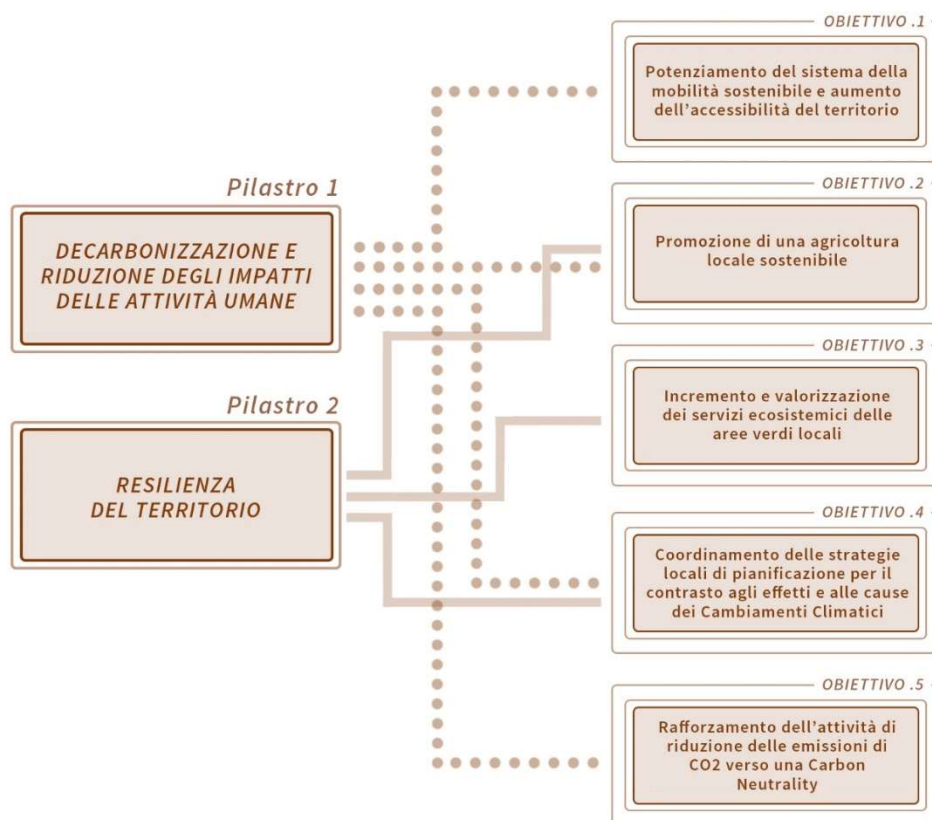 Pilastro 1
DECARBONIZZAZIONE E
RIDUZIONE DEGLI IMPATTI
DELLE ATTIVITÀ UMANE
Pilastro 2
RESILIENZA
DEL TERRITORIO
OBIETTIVO .1
Potenziamento del sistema della
mobilità sostenibile e aumento
dell'accessibilità del territorio
OBIETTIVO .2
Promozione di una agricoltura
locale sostenibile
OBIETTIVO .3
Incremento e valorizzazione
dei servizi ecosistemici delle
aree verdi locali
OBIETTIVO .4
Coordinamento delle strategie
locali di pianificazione per il
contrasto agli effetti e alle cause
dei Cambiamenti Climatici
OBIETTIVO .5
Rafforzamento dell'attività di
riduzione delle emissioni di
CO2 verso una Carbon
Neutrality